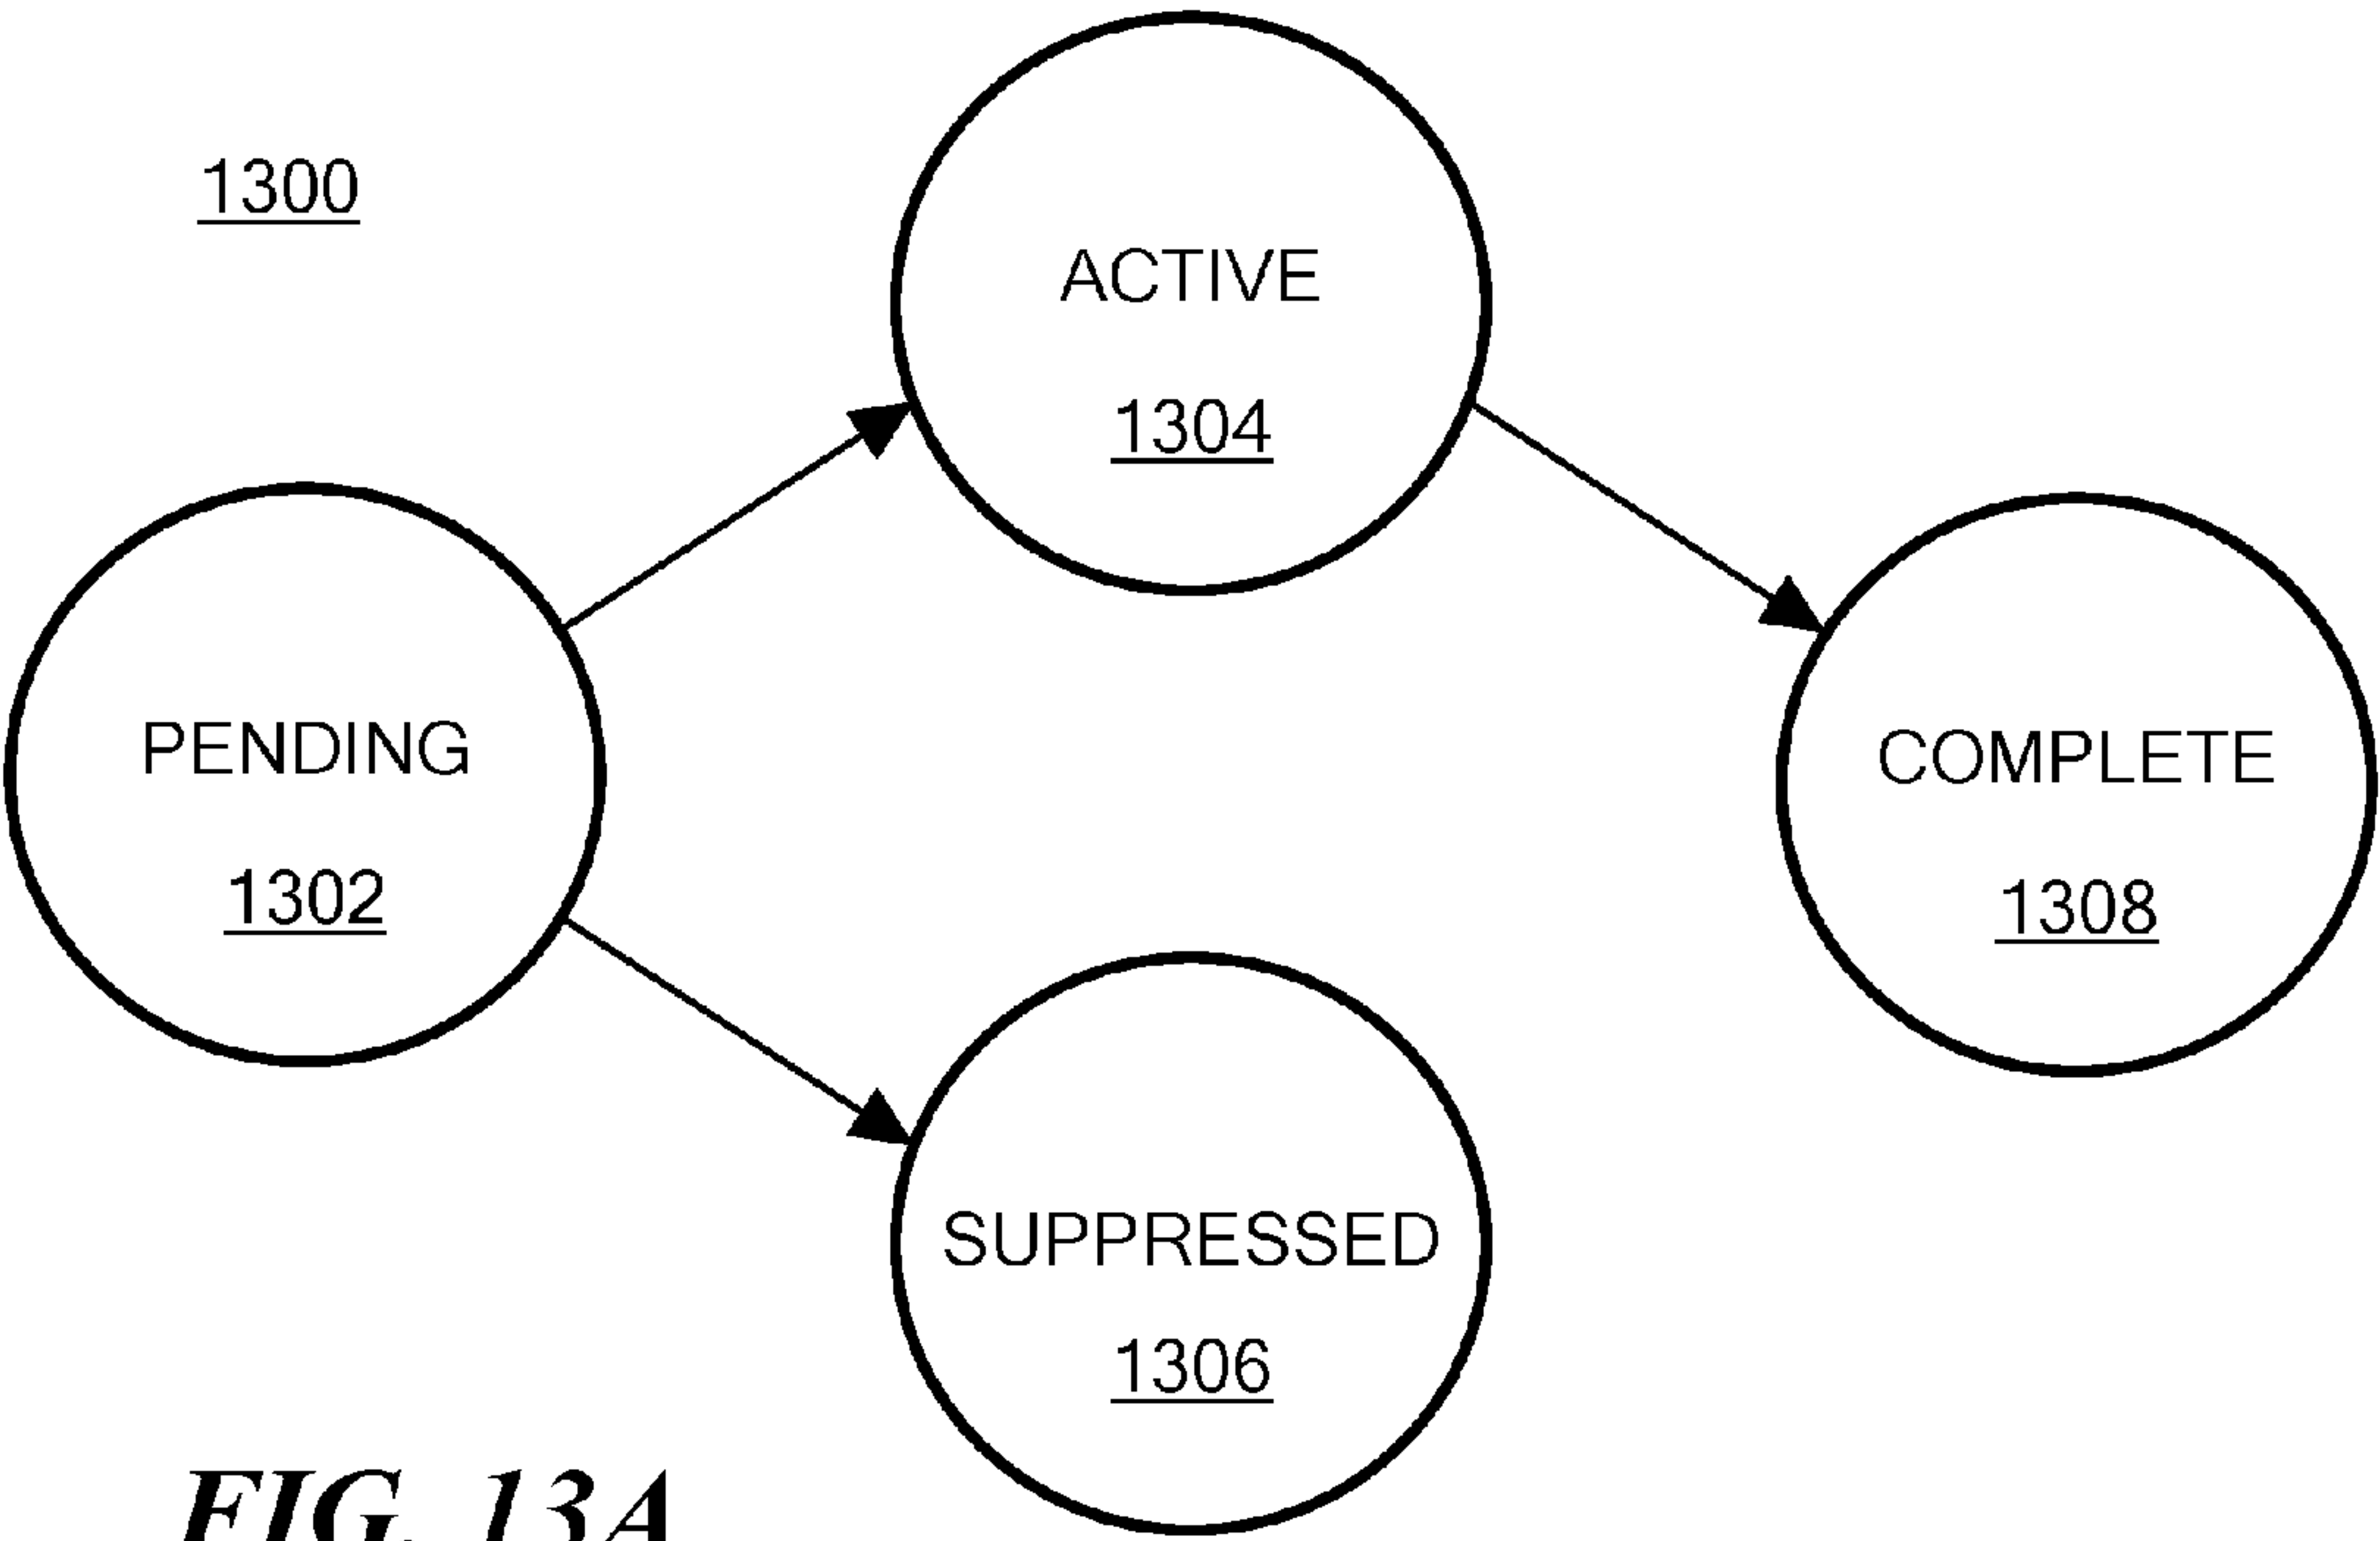 1300
ACTIVE
1304
PENDING
1302
COMPLETE
1308
SUPPRESSED
1306
FIG. 13A